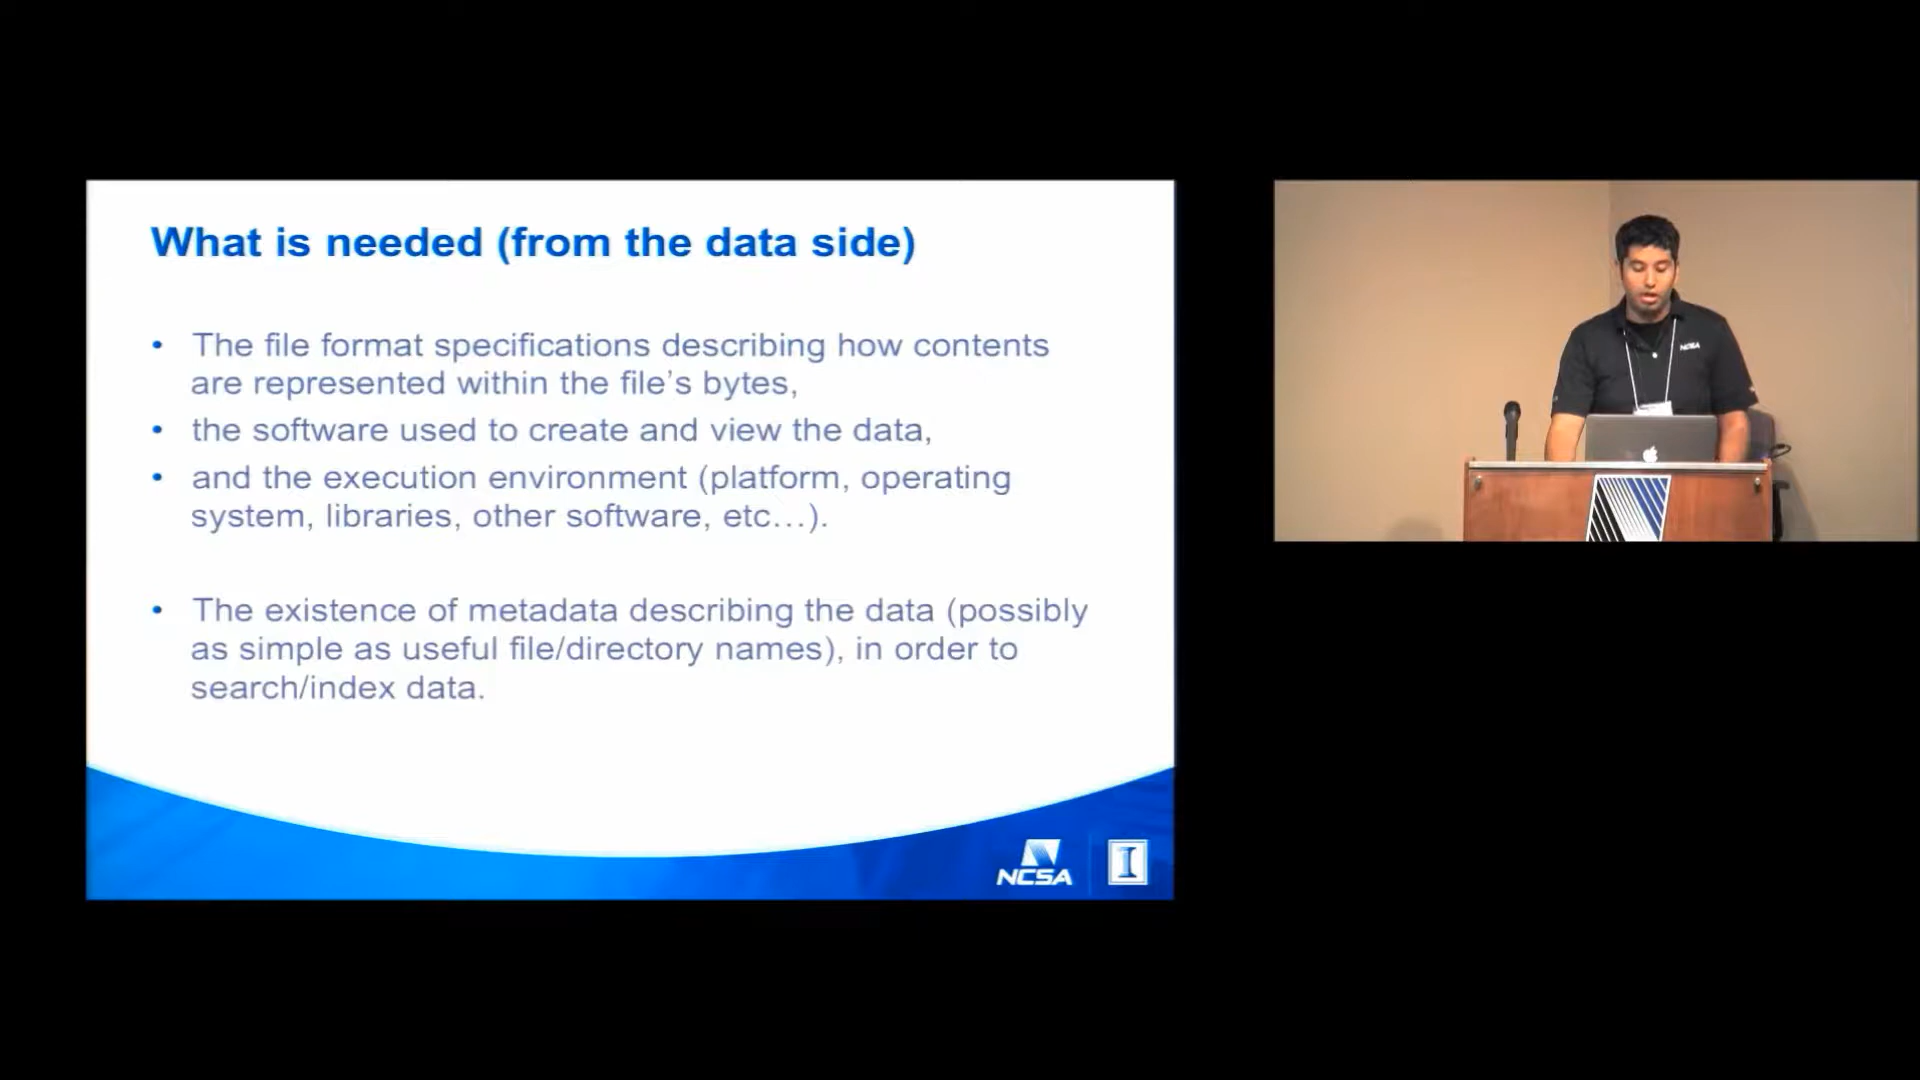 What is needed (from the data side)
• The file format specifications describing how contents
are represented within the file's bytes,
• the software used to create and view the data,
• and the execution environment (platform, operating
system, libraries, other software, etc…).
• The existence of metadata describing the data (possibly
as simple as useful file/directory names), in order to
search/index data.
NCSA
I
NCSA